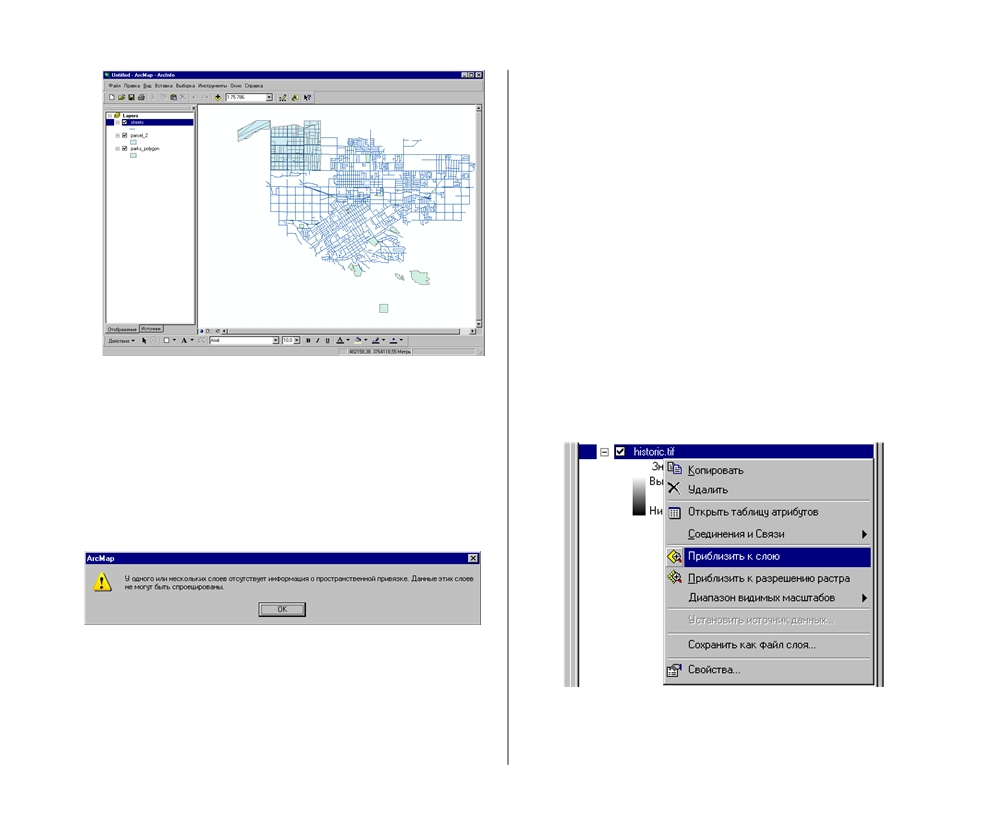 Untitled - ArcMap - ArcInfo
Файл Правка Вид Вставка Выборка Инструменты Окно Справка
1:75 786
Layers
streets
parcel_2
parks_polygon
Отображение Источник
Действия Arial 10,0 B I U A
482150,38 3764118,55 Метры
ArcMap
У одного или нескольких слоев отсутствует информация о пространственной привязке. Данные этих слоев
не могут быть спроецированы.
OK
historic.tif
Зн
Вы
Ни
Копировать
Удалить
Открыть таблицу атрибутов
Соединения и Связи
Приблизить к слою
Приблизить к разрешению растра
Диапазон видимых масштабов
Установить источник данных...
Сохранить как файл слоя...
Свойства...